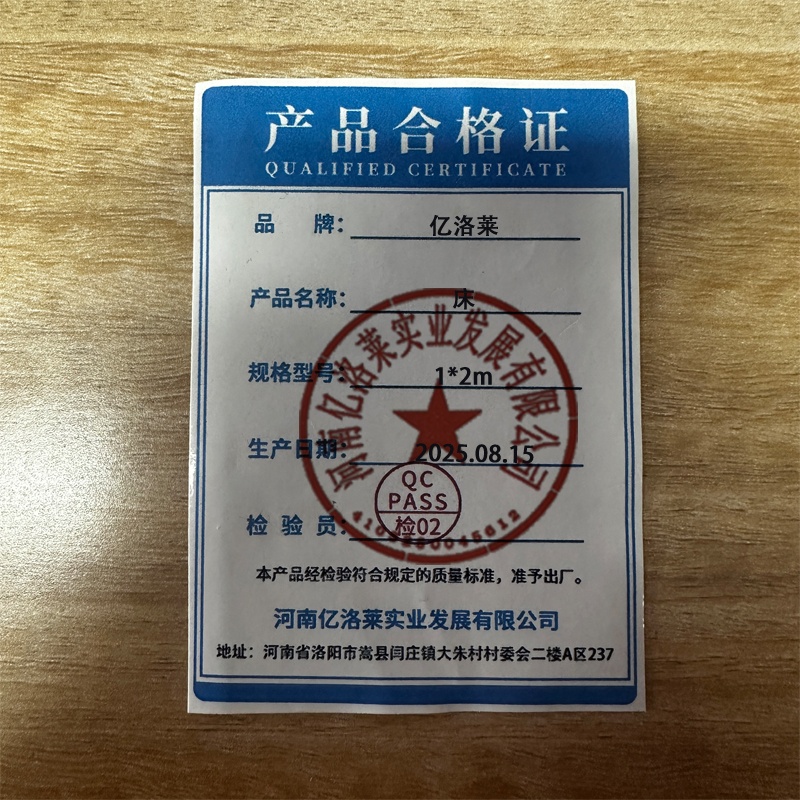 产品合格证
QUALIFIED CERTIFICATE
品 牌： 亿洛莱
产品名称： 床
规格型号： 1*2m
生产日期： 2025.08.15
检 验 员： 检02
QC
PASS
河南亿洛莱实业发展有限公司
本产品经检验符合规定的质量标准，准予出厂。
河南亿洛莱实业发展有限公司
地址：河南省洛阳市嵩县闫庄镇大朱村村委会二楼A区237